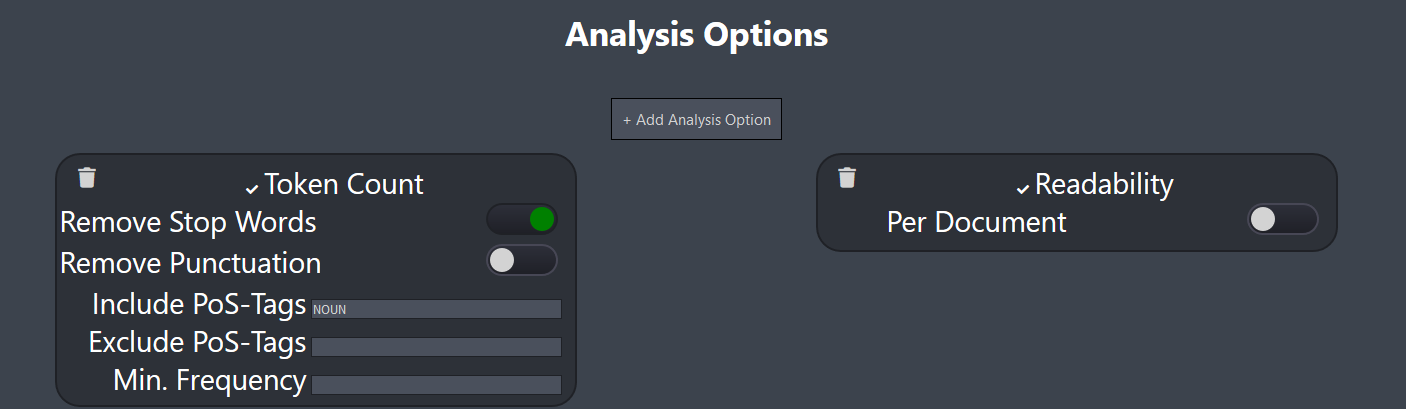 Analysis Options
+ Add Analysis Option
Token Count
Remove Stop Words
Remove Punctuation
Include PoS-Tags NOUN
Exclude PoS-Tags
Min. Frequency
Readability
Per Document